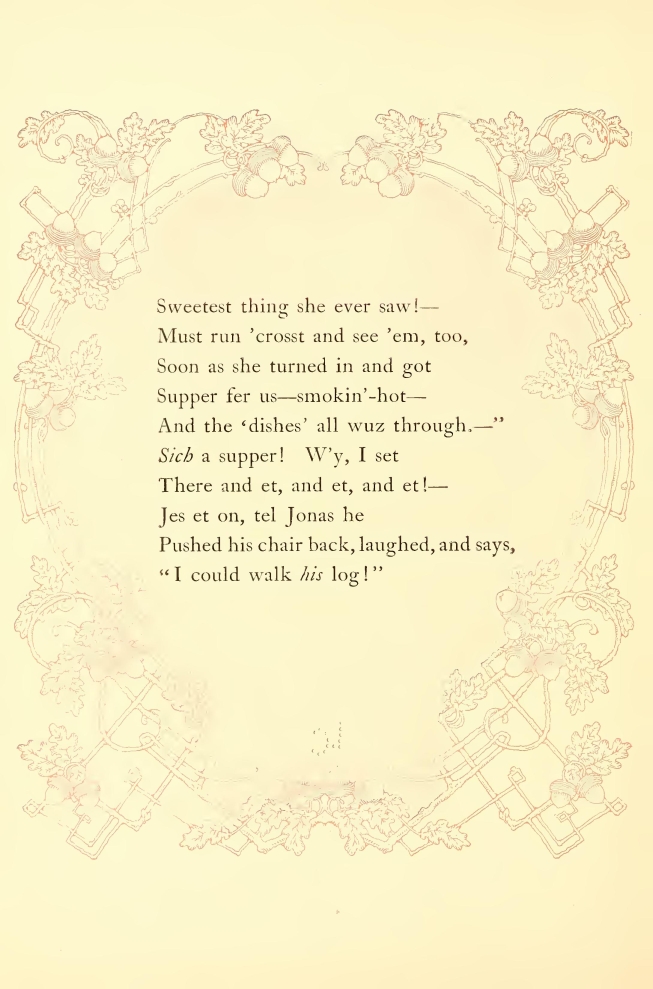 Sweetest thing she ever saw!—
Must run ’crosst and see ’em, too,
Soon as she turned in and got
Supper fer us—smokin’-hot—
And the ‘dishes’ all wuz through.—”
Sich a supper! W’y, I set
There and et, and et, and et!—
Jes et on, tel Jonas he
Pushed his chair back, laughed, and says,
“I could walk his log!”